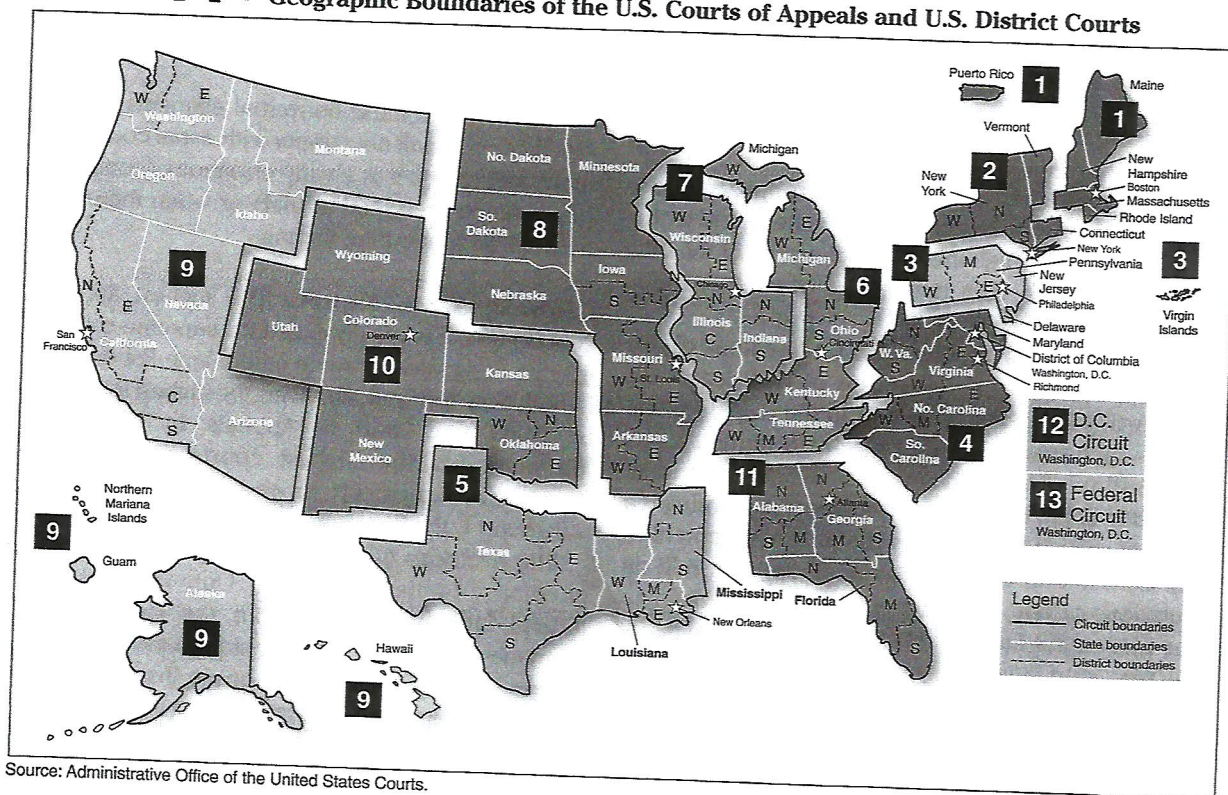 Geographic Boundaries of the U.S. Courts of Appeals and U.S. District Courts
W
E
Washington
Montana
Oregon
Idaho
9
Nevada
N
E
San
Francisco
California
C
S
Arizona
Wyoming
Utah
Colorado
Denver
10
Kansas
New
Mexico
W
N
Oklahoma
E
No. Dakota
Minnesota
So.
Dakota
8
Nebraska
Iowa
N
S
Missouri
St. Louis
W
E
Arkansas
W
E
7
W
Michigan
W
Wisconsin
E
Chicago
N
Illinois
C
S
N
Indiana
S
E
W
Michigan
6
N
Ohio
S
Cincinnati
E
Kentucky
W
Tennessee
W
M
E
Puerto Rico
1
Maine
1
Vermont
2
New
York
W
N
S
E
New
Hampshire
Boston
Massachusetts
Rhode Island
Connecticut
New York
Pennsylvania
3
M
W
E
New
Jersey
Philadelphia
3
Virgin
Islands
Delaware
Maryland
District of Columbia
Washington, D.C.
Richmond
N
W. Va.
S
E
Virginia
W
No. Carolina
W
M
E
So.
Carolina
4
12
D.C.
Circuit
Washington, D.C.
13
Federal
Circuit
Washington, D.C.
5
N
Texas
W
E
S
W
Louisiana
M
E
New Orleans
N
S
Mississippi
11
N
Alabama
S
M
N
Atlanta
Georgia
M
S
Florida
N
M
S
Northern
Mariana
Islands
9
Guam
Alaska
9
Hawaii
9
Legend
Circuit boundaries
State boundaries
District boundaries
Source: Administrative Office of the United States Courts.